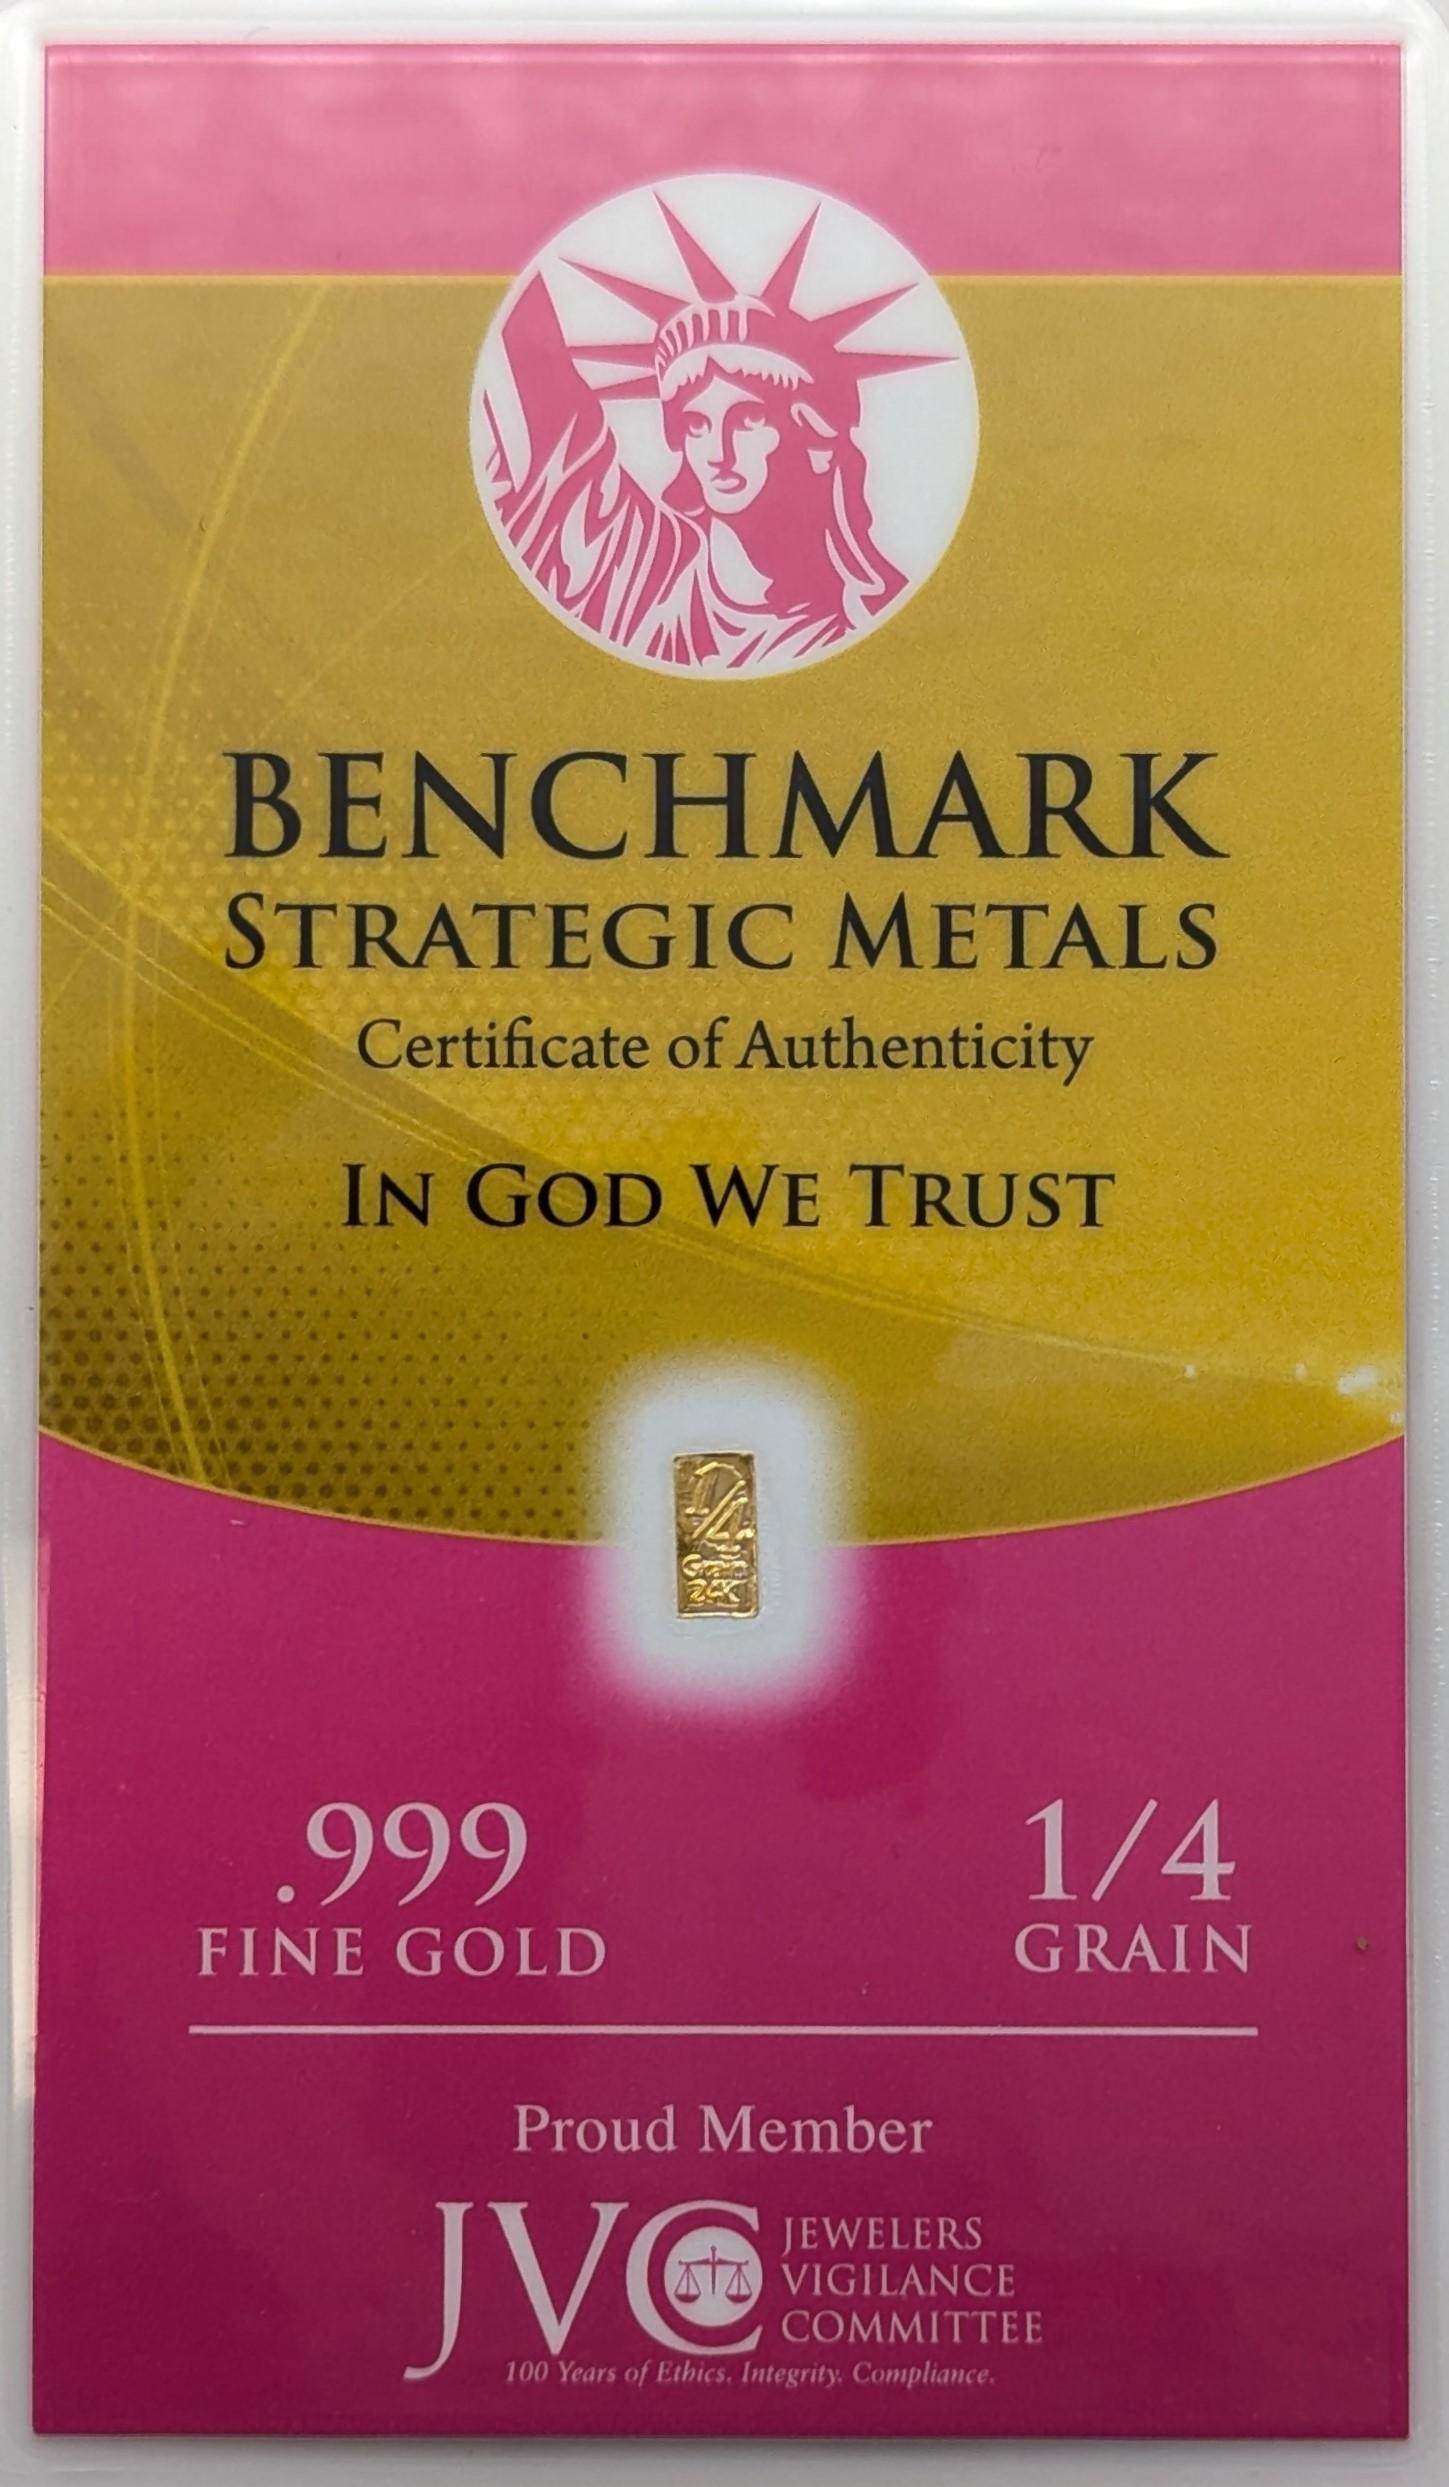 BENCHMARK
STRATEGIC METALS
Certificate of Authenticity
IN GOD WE TRUST
1/4
Grain
24K
.999
FINE GOLD
1/4
GRAIN
Proud Member
JVC
JEWELERS
VIGILANCE
COMMITTEE
100 Years of Ethics. Integrity. Compliance.